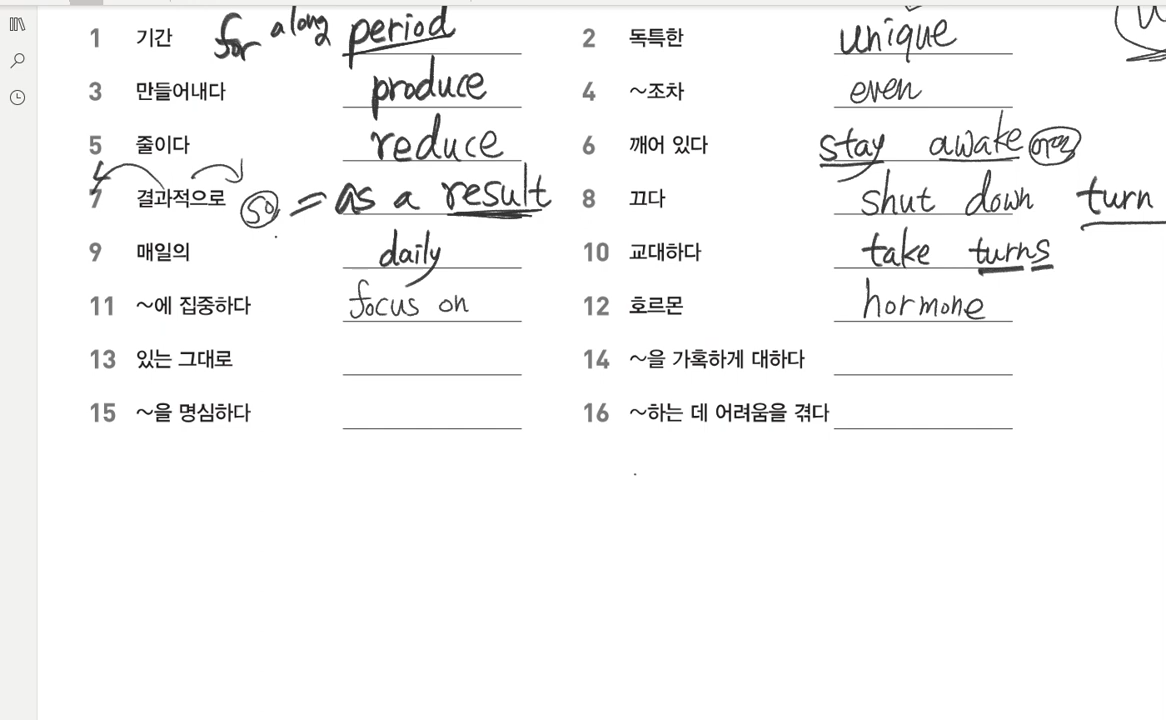 for a long
1 기간 period 2 독특한 unique
3 만들어내다 produce 4 ~조차 even
5 줄이다 reduce 6 깨어 있다 stay awake
7 결과적으로 so = as a result 8 끄다 shut down turn
9 매일의 daily 10 교대하다 take turns
11 ~에 집중하다 focus on 12 호르몬 hormone
13 있는 그대로 14 ~을 가혹하게 대하다
15 ~을 명심하다 16 ~하는 데 어려움을 겪다